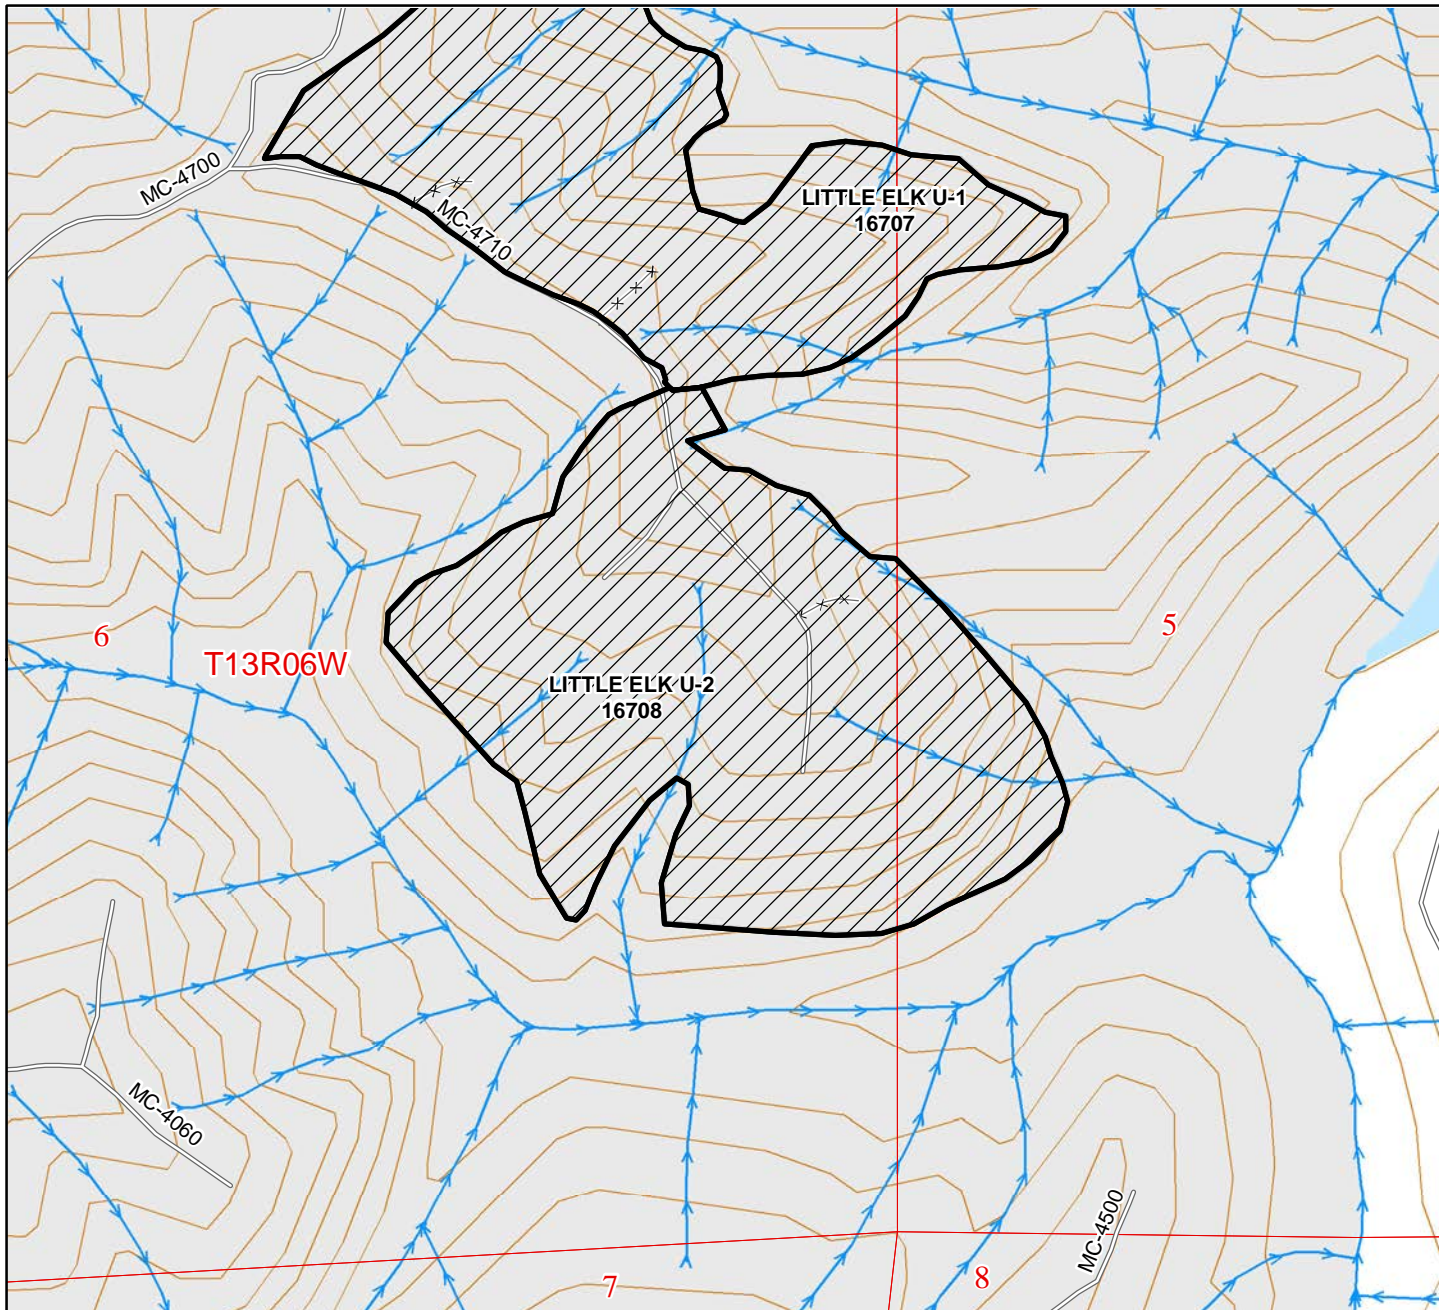 MC-4700
MC-4710
LITTLE ELK U-1
16707
6
T13R06W
5
LITTLE ELK U-2
16708
MC-4060
MC-4500
7
8